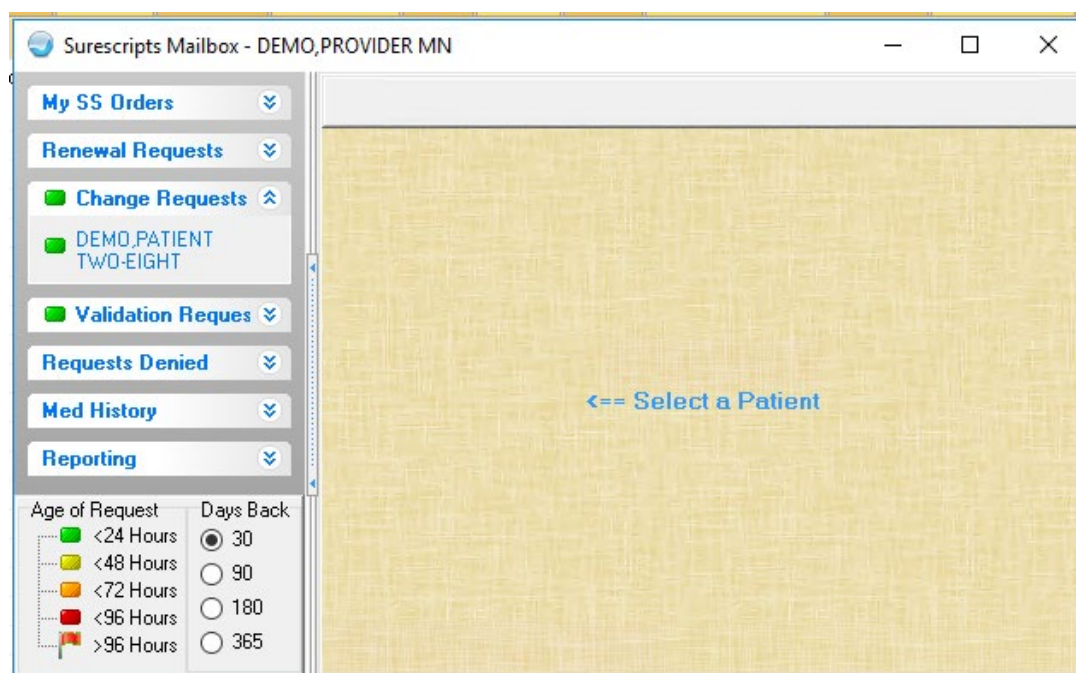 Surescripts Mailbox - DEMO,PROVIDER MN
My SS Orders
Renewal Requests
Change Requests
DEMO,PATIENT
TWO-EIGHT
Validation Reques
Requests Denied
Med History
Reporting
<== Select a Patient
Age of Request
<24 Hours
<48 Hours
<72 Hours
<96 Hours
>96 Hours
Days Back
30
90
180
365